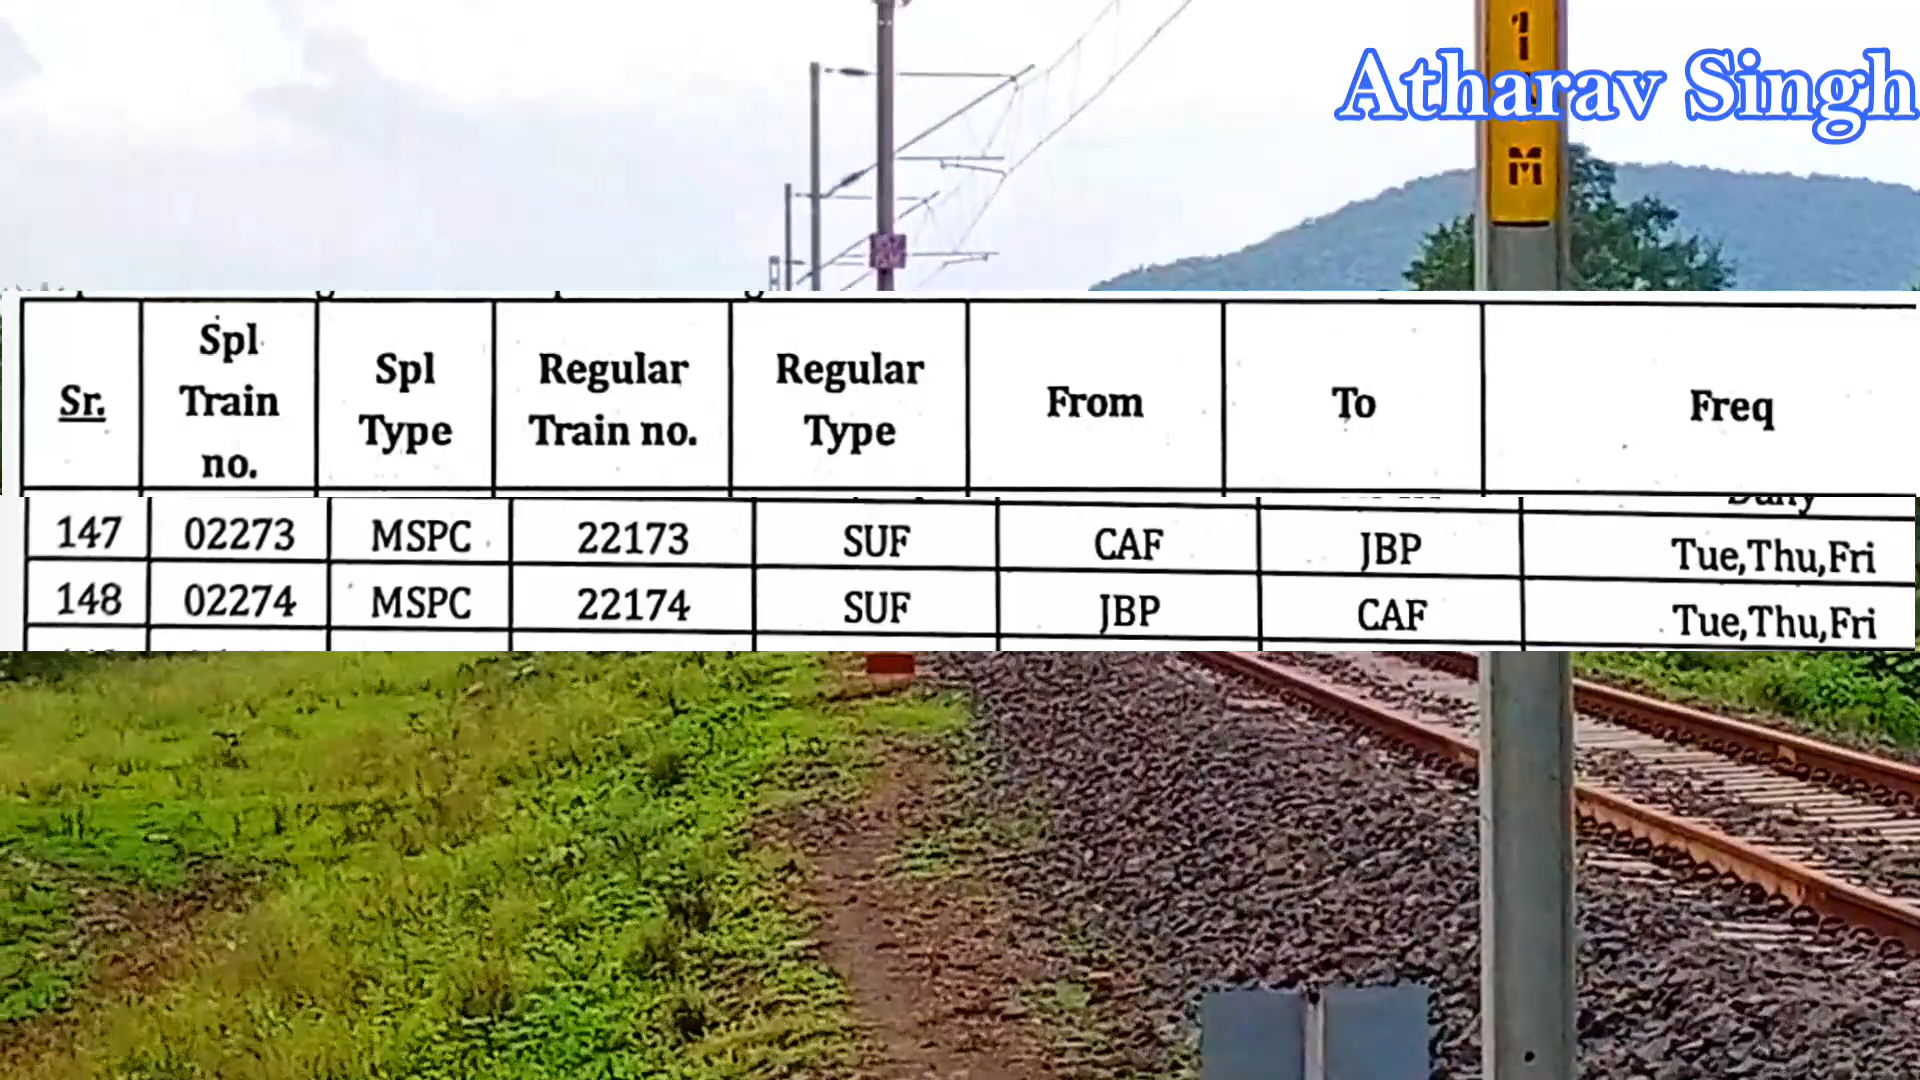 Atharav Singh
M
Sr. Spl Train no. Spl Type Regular Train no. Regular Type From To Freq
147 02273 MSPC 22173 SUF CAF JBP Tue,Thu,Fri
148 02274 MSPC 22174 SUF JBP CAF Tue,Thu,Fri